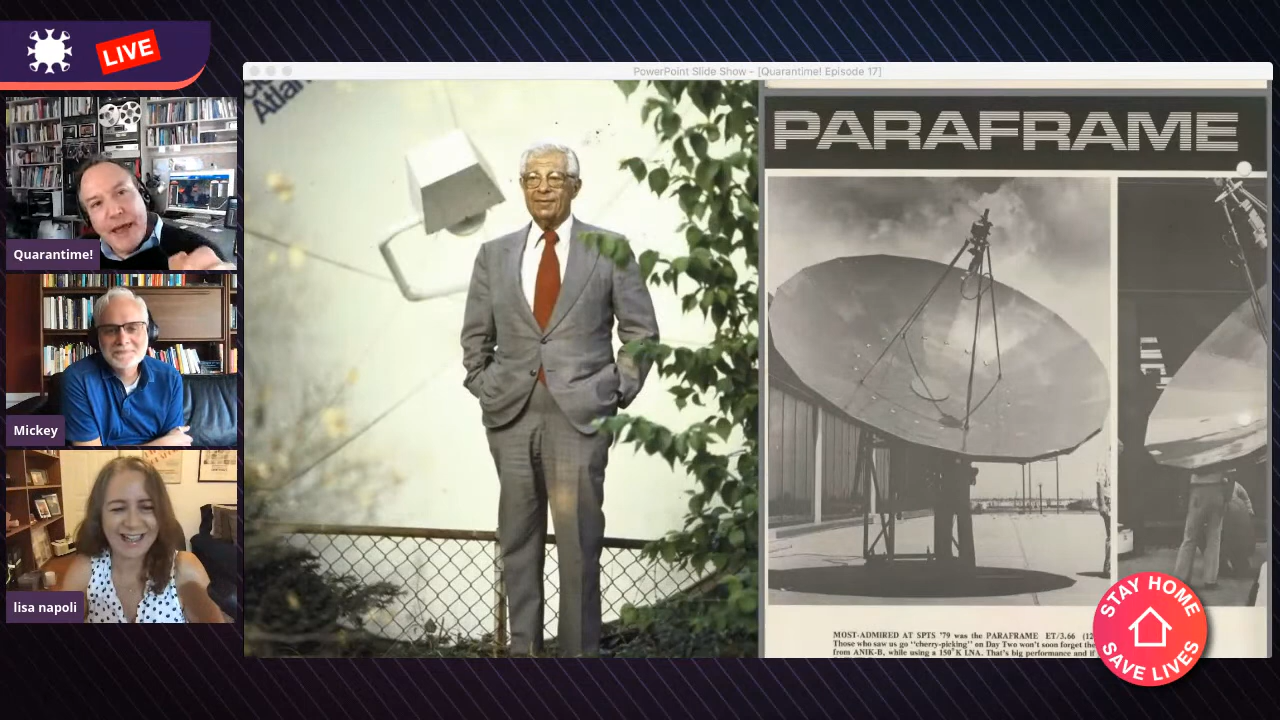 LIVE
PowerPoint Slide Show - [Quarantime! Episode 17]
PARAFRAME
Quarantime!
Mickey
lisa napoli
MOST-ADMIRED AT SPTS '79 was the PARAFRAME ET/3.66 (12
Those who saw us go "cherry-picking" on Day Two won't soon forget the
from ANIK-B, while using a 150°K LNA. That's big performance and if
STAY HOME
SAVE LIVES